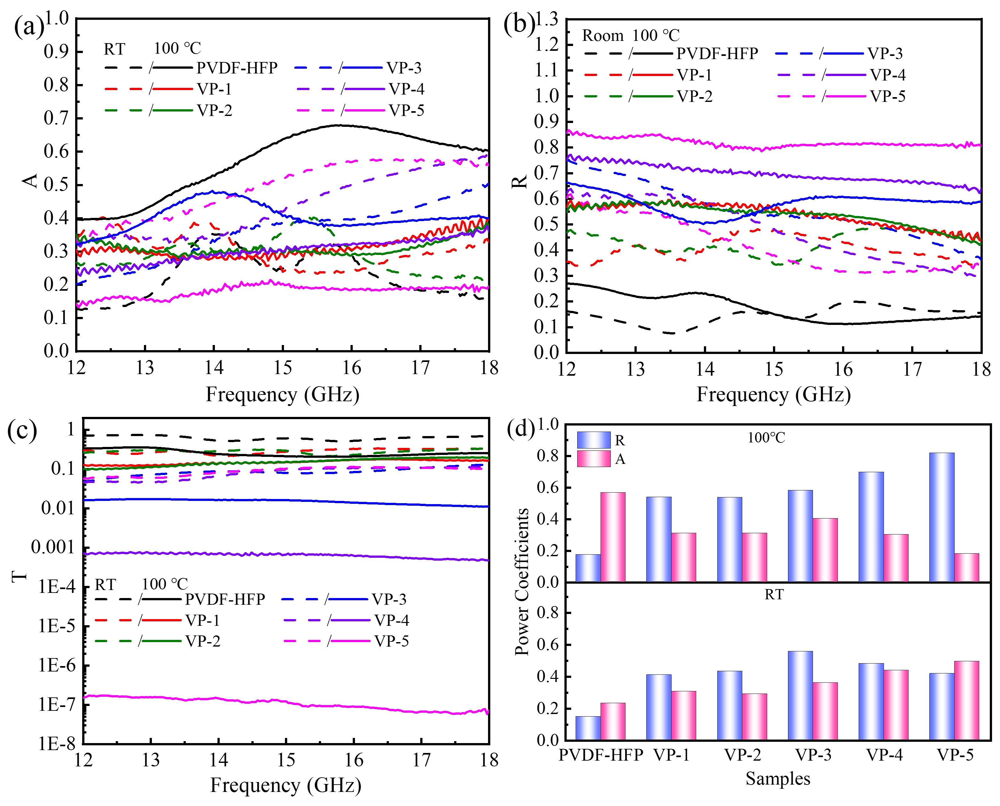 (a)
1.0
0.9
0.8
0.7
0.6
0.5
0.4
0.3
0.2
0.1
0.0
A
RT 100 ℃
/ PVDF-HFP / VP-3
/ VP-1 / VP-4
/ VP-2 / VP-5
12 13 14 15 16 17 18
Frequency (GHz)
(b)
1.3
1.2
1.1
1.0
0.9
0.8
0.7
0.6
0.5
0.4
0.3
0.2
0.1
0.0
R
Room 100 ℃
/ PVDF-HFP / VP-3
/ VP-1 / VP-4
/ VP-2 / VP-5
12 13 14 15 16 17 18
Frequency (GHz)
(c)
1
0.1
0.01
0.001
1E-4
1E-5
1E-6
1E-7
1E-8
T
RT 100 ℃
/ PVDF-HFP / VP-3
/ VP-1 / VP-4
/ VP-2 / VP-5
12 13 14 15 16 17 18
Frequency (GHz)
(d)
1.0
0.8
0.6
0.4
0.2
0.0
R
A
100℃
Power Coefficients
RT
0.8
0.6
0.4
0.2
0.0
PVDF-HFP VP-1 VP-2 VP-3 VP-4 VP-5
Samples